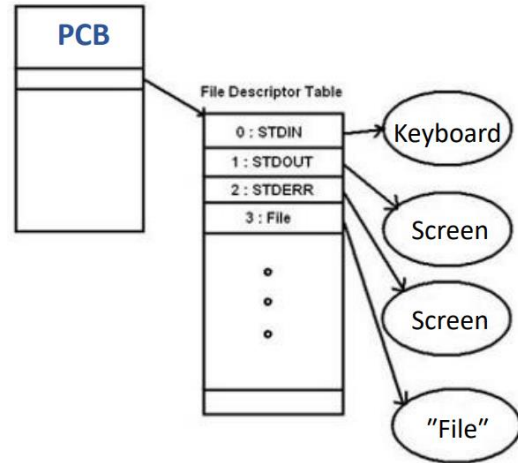 PCB
File Descriptor Table
0 : STDIN
1 : STDOUT
2 : STDERR
3 : File
Keyboard
Screen
Screen
"File"